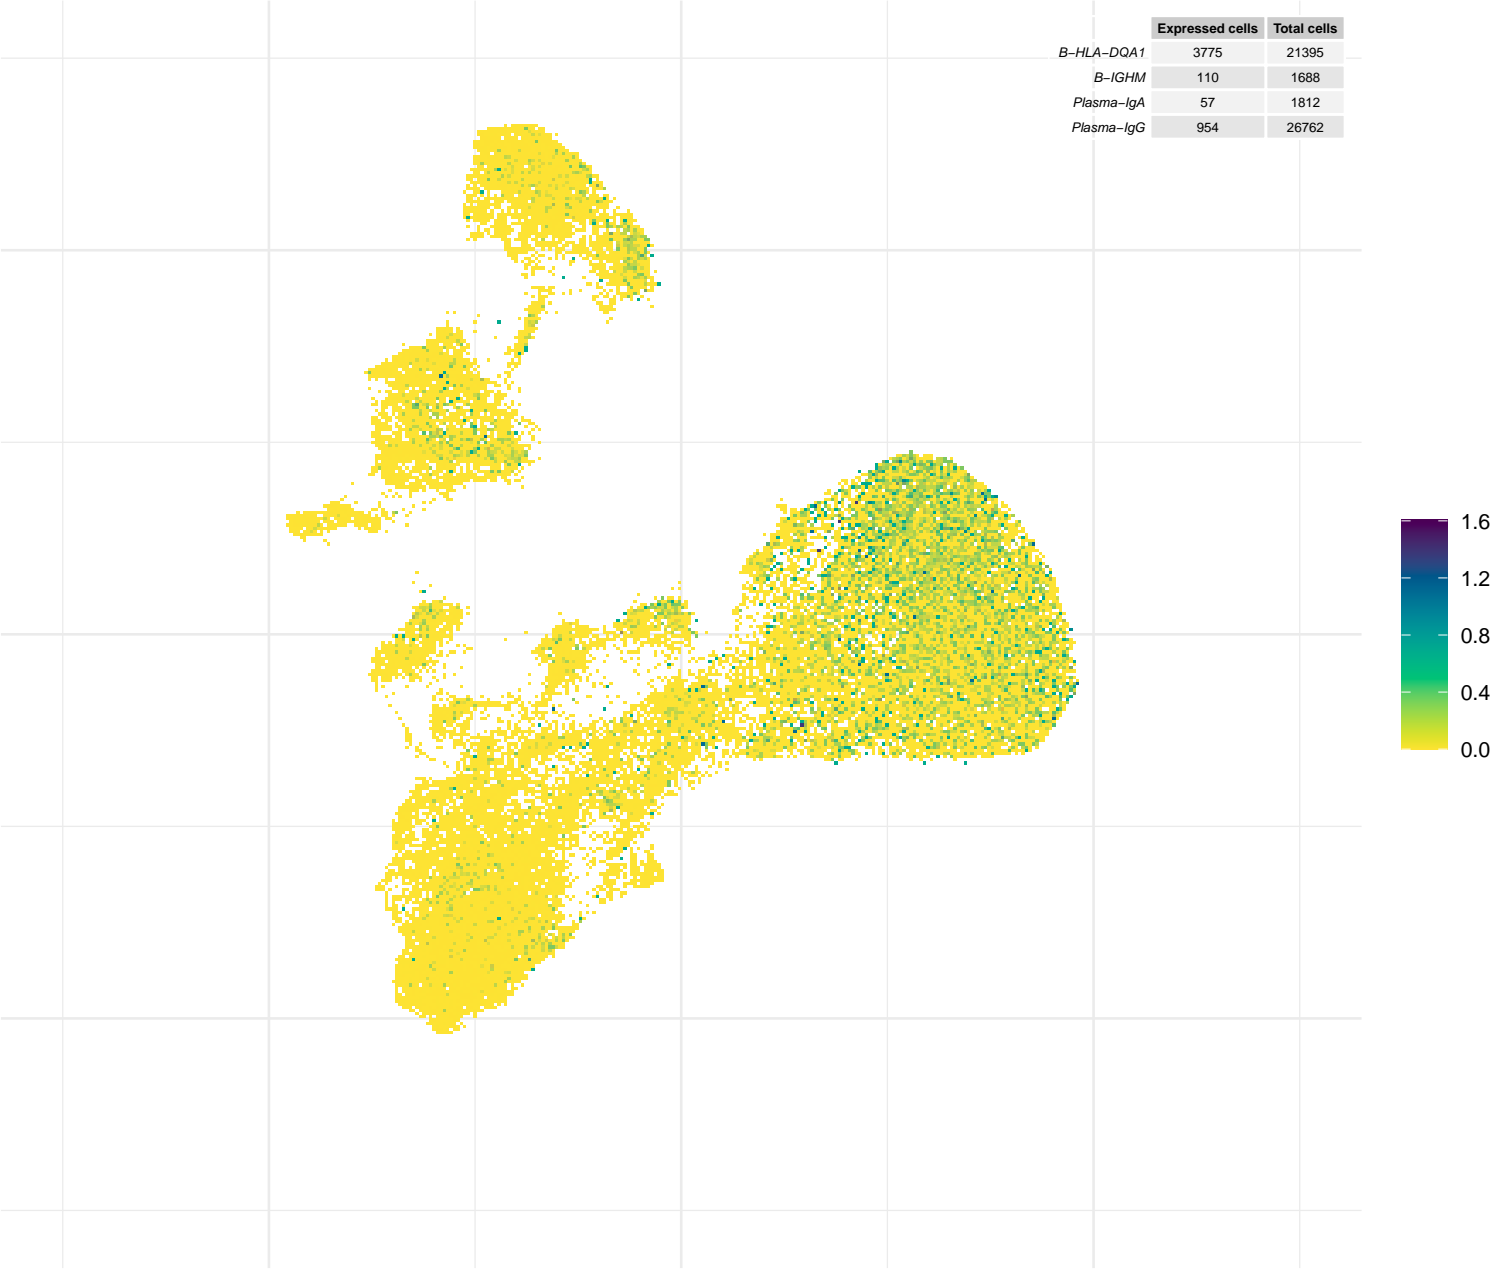 Expressed cells Total cells
B−HLA−DQA1 3775 21395
B−IGHM 110 1688
Plasma−IgA 57 1812
Plasma−IgG 954 26762
1.6
1.2
0.8
0.4
0.0